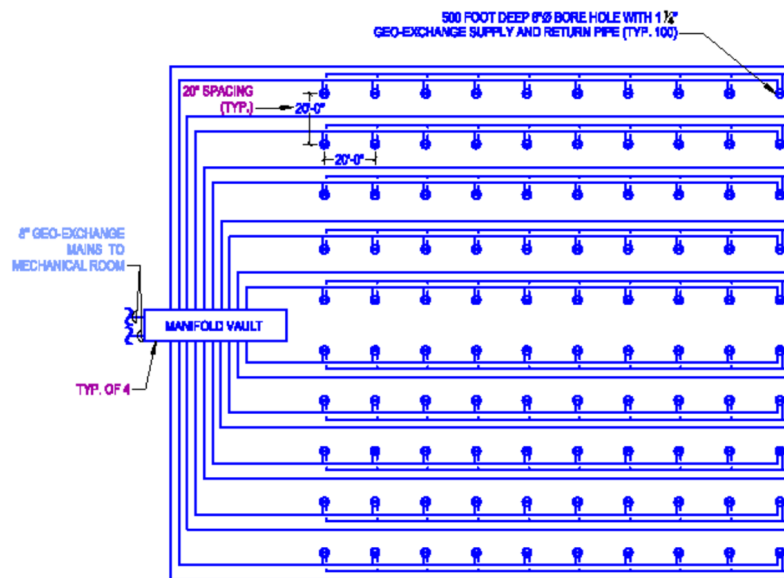 500 FOOT DEEP 6"Ø BORE HOLE WITH 1 ¼"
GEO-EXCHANGE SUPPLY AND RETURN PIPE (TYP. 100)
20" SPACING
(TYP.)
20'-0"
20'-0"
8" GEO-EXCHANGE
MAINS TO
MECHANICAL ROOM
MANIFOLD VAULT
TYP. OF 4